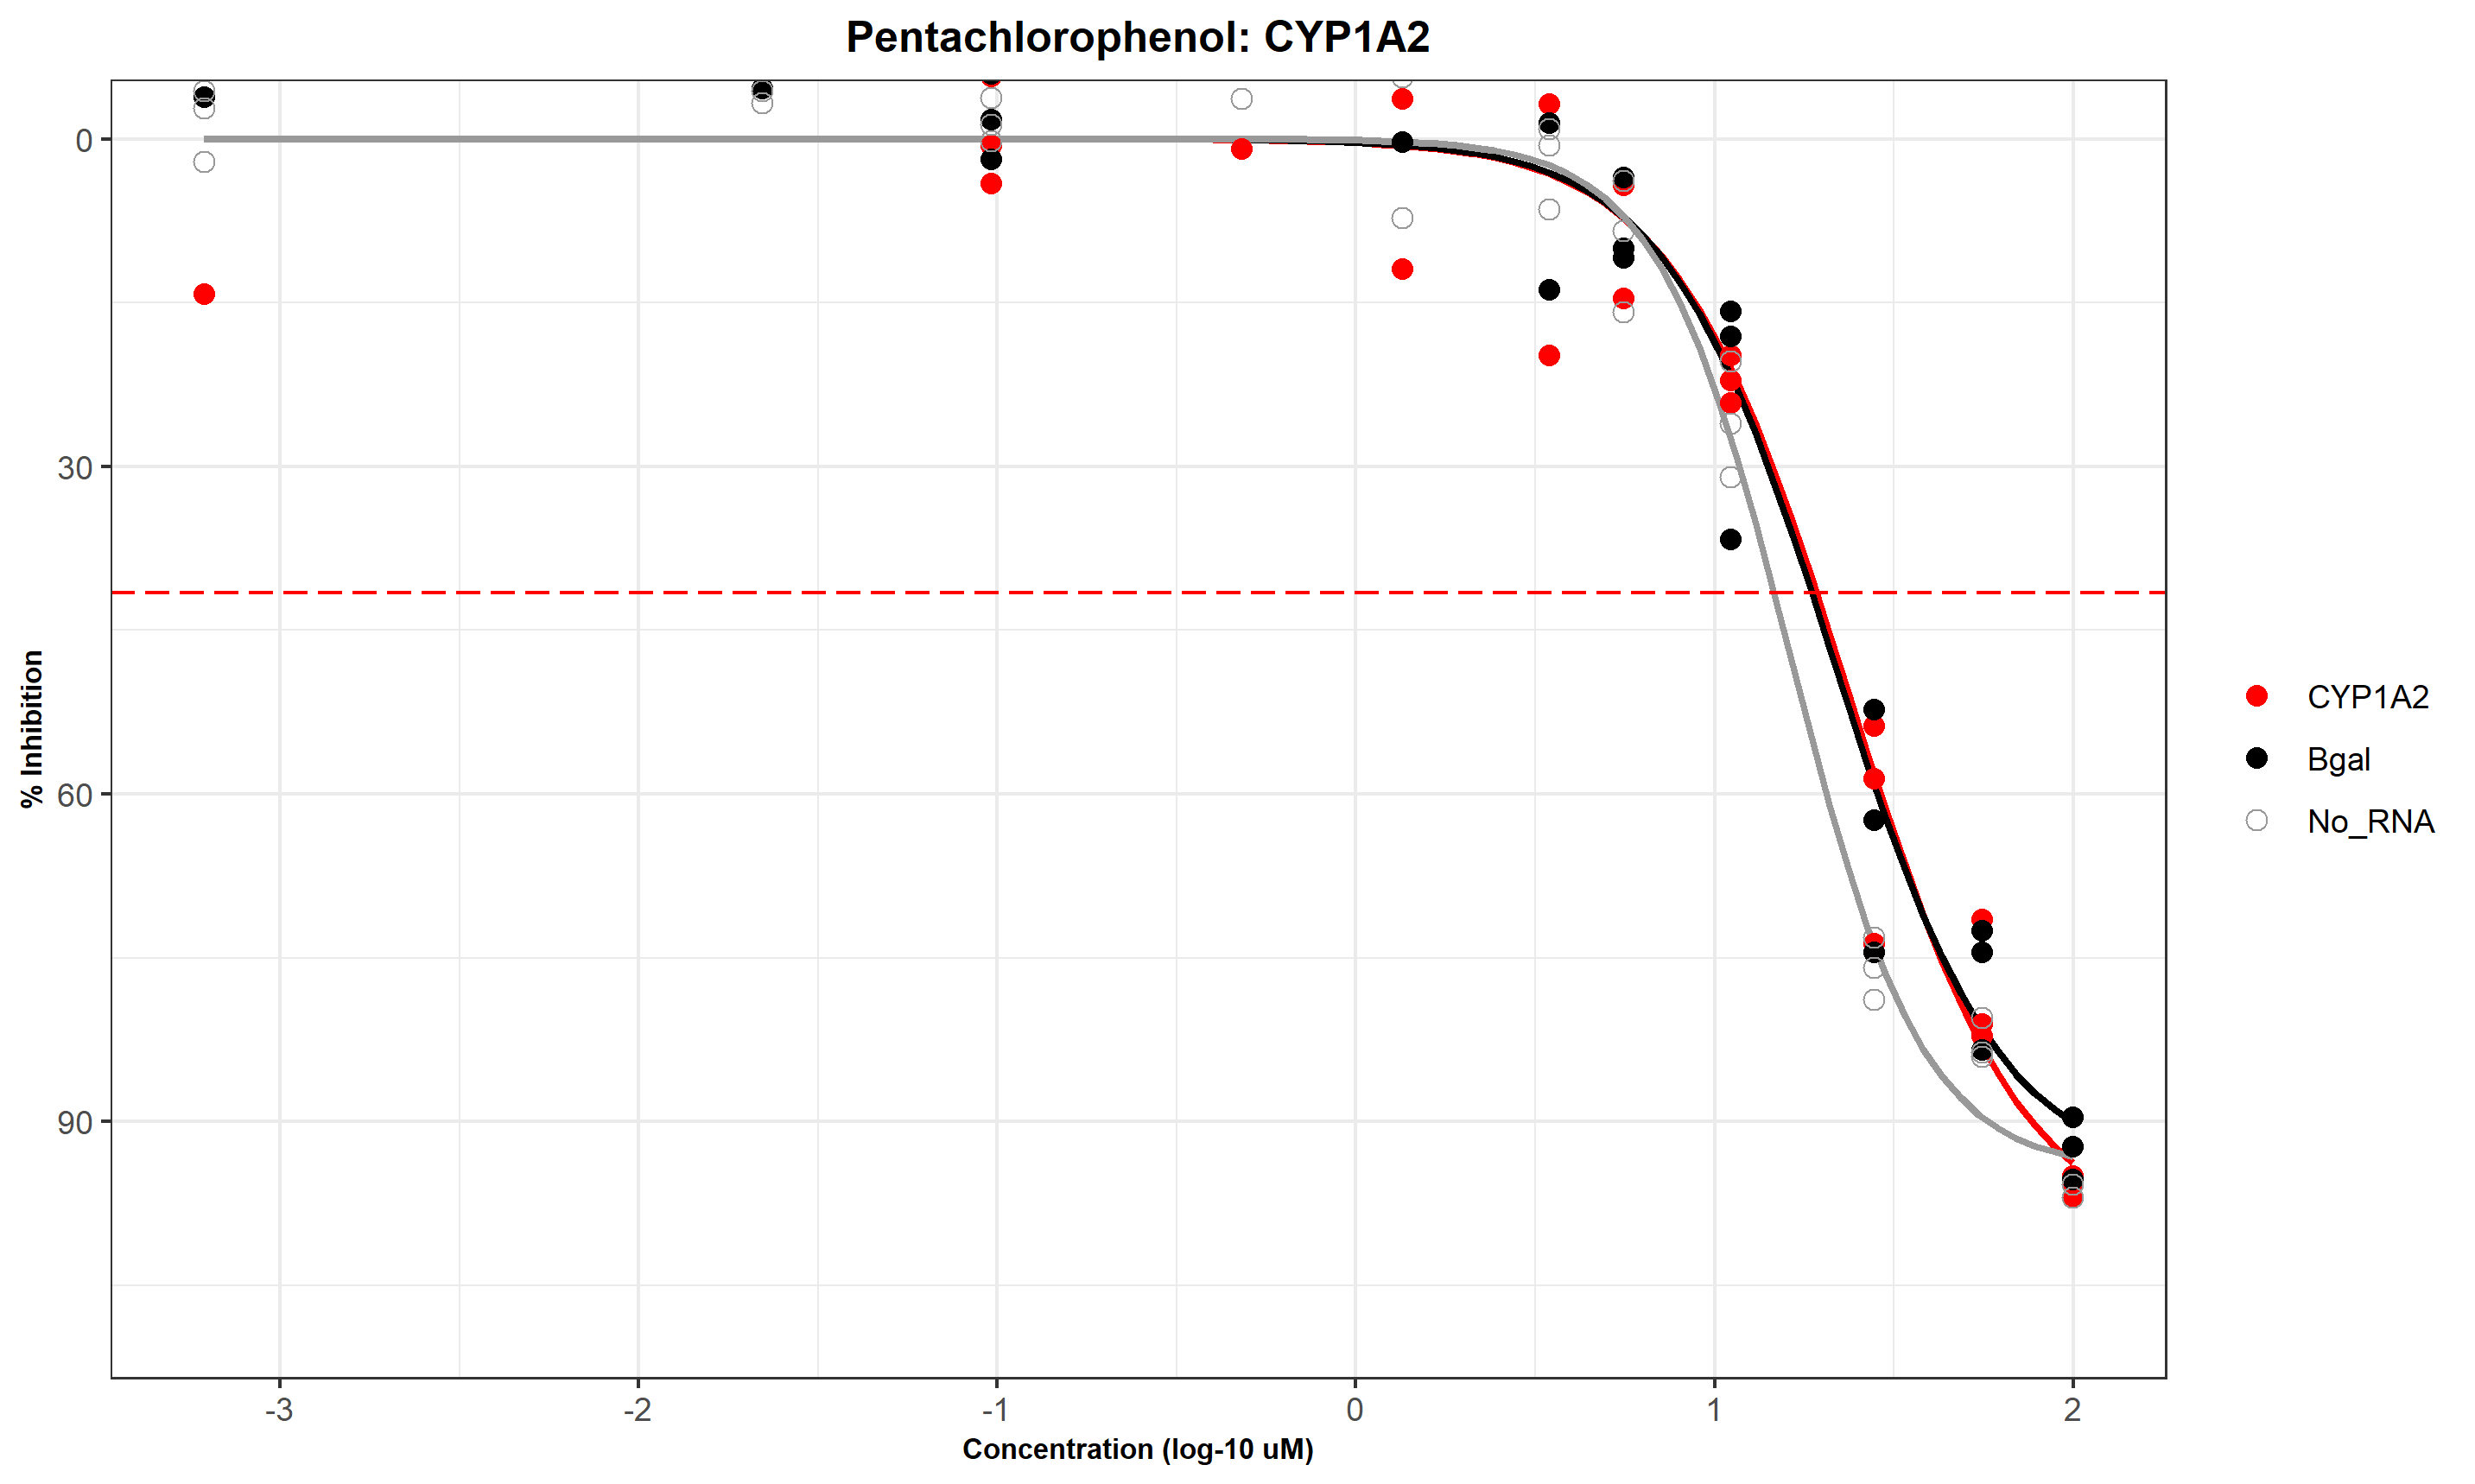 Pentachlorophenol: CYP1A2
% Inhibition
0
30
60
90
-3
-2
-1
0
1
2
Concentration (log-10 uM)
CYP1A2
Bgal
No_RNA